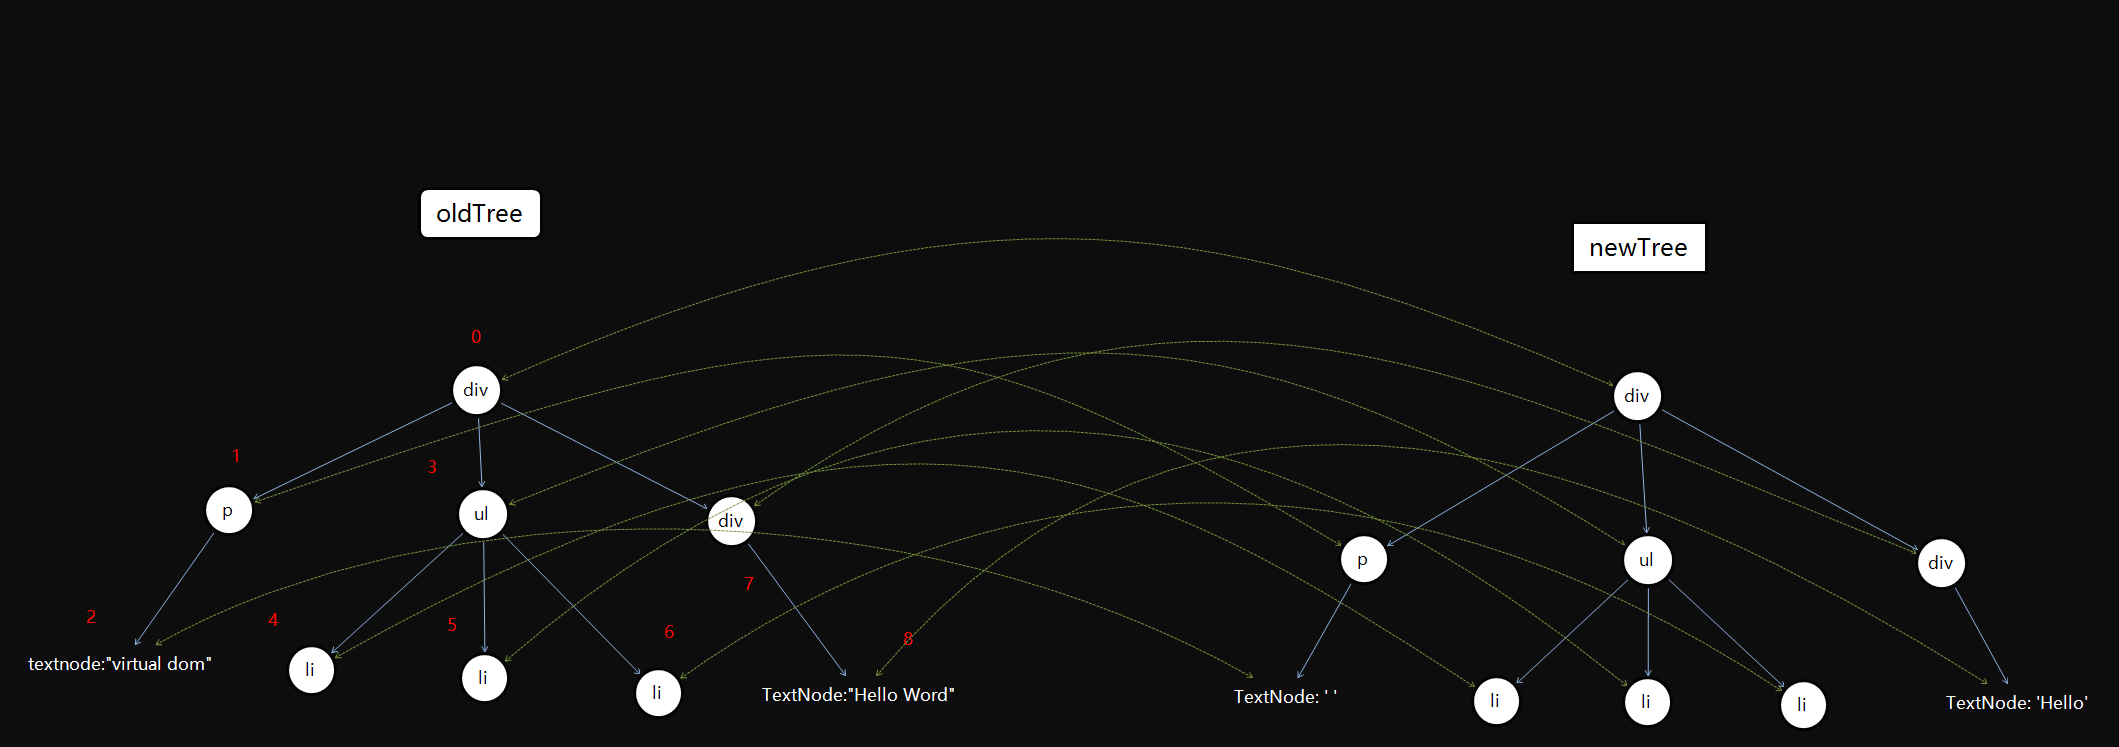 oldTree
newTree
0
div
div
1
3
p
ul
div
p
ul
div
7
2
4
5
6
8
textnode:"virtual dom"
li
li
li
TextNode:"Hello Word"
TextNode: ' '
li
li
li
TextNode: 'Hello'